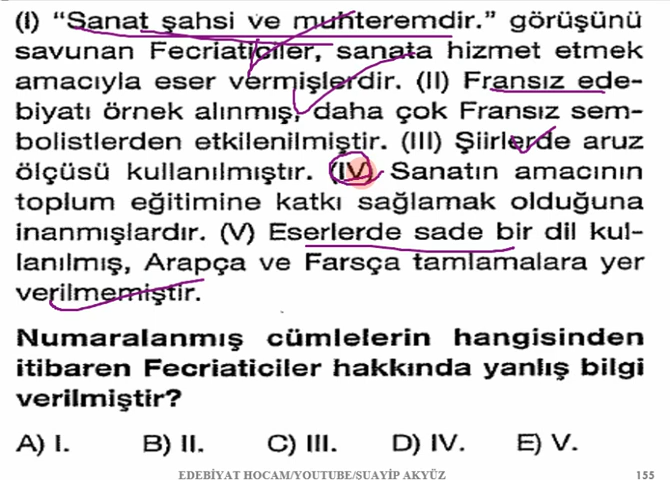 (I) “Sanat şahsi ve muhteremdir.” görüşünü
savunan Fecriaticiler, sanata hizmet etmek
amacıyla eser vermişlerdir. (II) Fransız ede-
biyatı örnek alınmış, daha çok Fransız sem-
bolistlerden etkilenilmiştir. (III) Şiirlerde aruz
ölçüsü kullanılmıştır. (IV) Sanatın amacının
toplum eğitimine katkı sağlamak olduğuna
inanmışlardır. (V) Eserlerde sade bir dil kul-
lanılmış, Arapça ve Farsça tamlamalara yer
verilmemiştir.
Numaralanmış cümlelerin hangisinden
itibaren Fecriaticiler hakkında yanlış bilgi
verilmiştir?
A) I. B) II. C) III. D) IV. E) V.
EDEBİYAT HOCAM/YOUTUBE/ŞUAYİP AKYÜZ 155